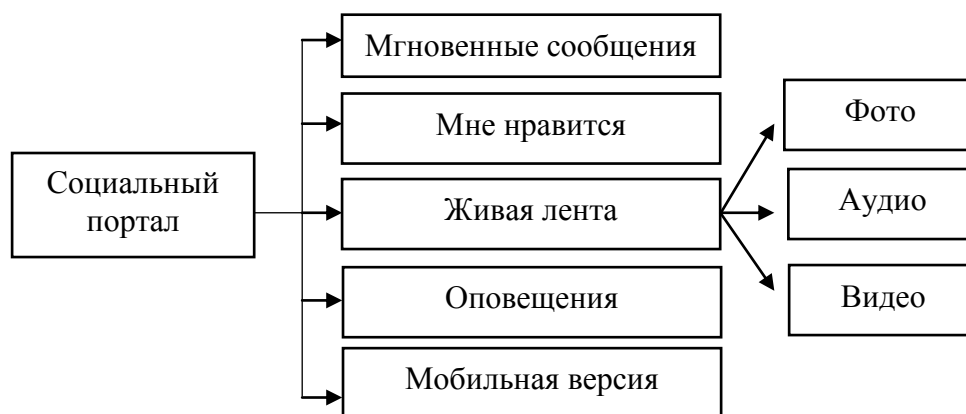 Социальный
портал
Мгновенные сообщения
Мне нравится
Живая лента
Оповещения
Мобильная версия
Фото
Аудио
Видео